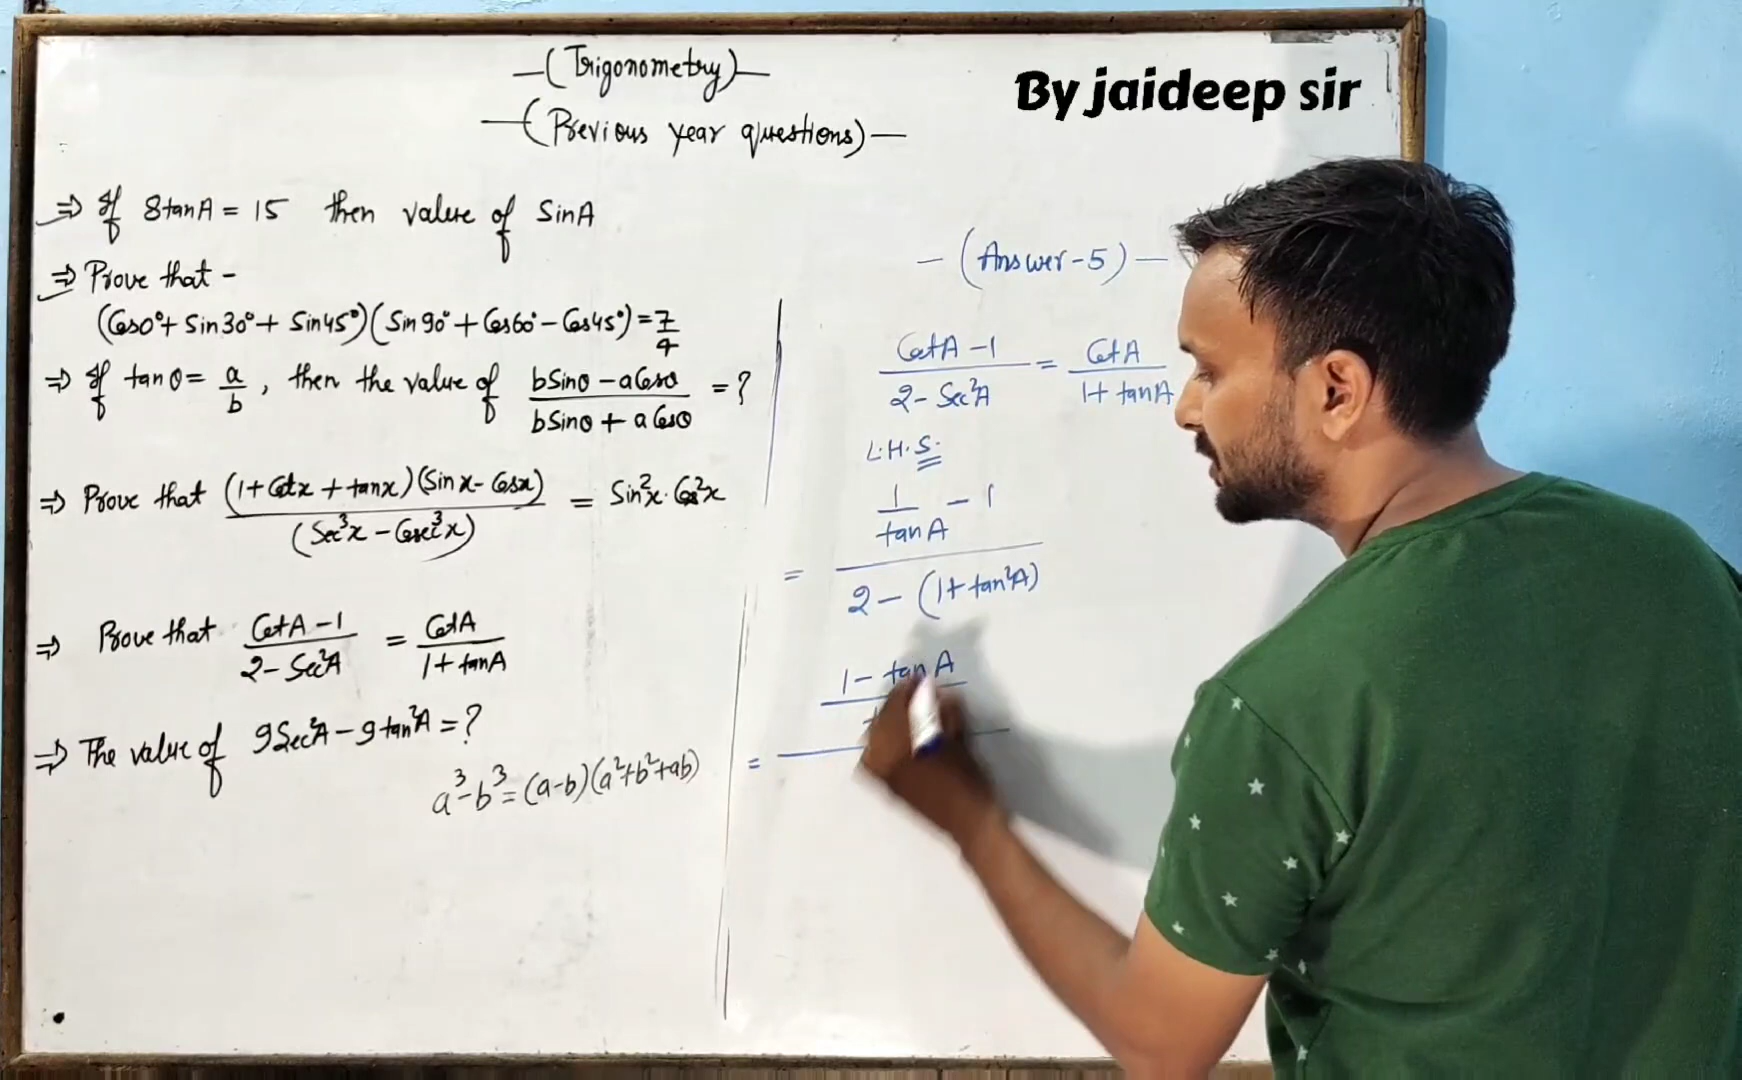 —(Trigonometry)—
—(Previous year questions)—
By jaideep sir
⇒ If 8tanA = 15 then value of SinA
⇒ Prove that -
(Cos0° + Sin30° + Sin45°)(Sin90° + Cos60° - Cos45°) = 7/4
⇒ If tanθ = a/b, then the value of (bSinθ - aCosθ)/(bSinθ + aCosθ) = ?
⇒ Prove that (1+Cotx + tanx)(Sinx - Cosx)/(Sec³x - Cosec³x) = Sin²x·Cos²x
⇒ Prove that (CotA - 1)/(2 - Sec²A) = CotA/(1 + tanA)
⇒ The value of 9Sec²A - 9tan²A = ?
a³-b³ = (a-b)(a²+b²+ab)
—(Answer-5)—
(CotA - 1)/(2 - Sec²A) = CotA/(1 + tanA)
L.H.S.
= (1/tanA - 1)/(2 - (1 + tan²A))
= 1 - tanA